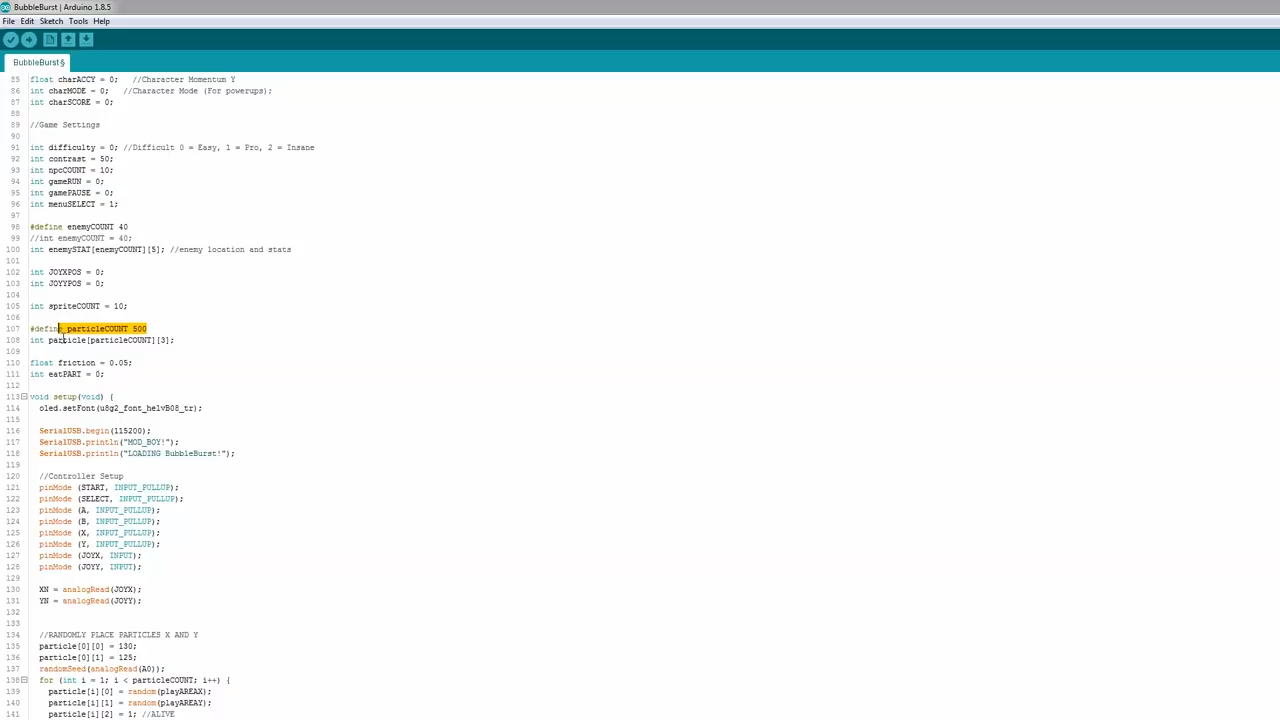 BubbleBurst | Arduino 1.8.5
File Edit Sketch Tools Help
BubbleBurst§
85 float charACCY = 0; //Character Momentum Y
86 int charMODE = 0; //Character Mode (For powerups);
87 int charSCORE = 0;
88
89 //Game Settings
90
91 int difficulty = 0; //Difficult 0 = Easy, 1 = Pro, 2 = Insane
92 int contrast = 50;
93 int npcCOUNT = 10;
94 int gameRUN = 0;
95 int gamePAUSE = 0;
96 int menuSELECT = 1;
97
98 #define enemyCOUNT 40
99 //int enemyCOUNT = 40;
100 int enemySTAT[enemyCOUNT][5]; //enemy location and stats
101
102 int JOYXPOS = 0;
103 int JOYYPOS = 0;
104
105 int spriteCOUNT = 10;
106
107 #define particleCOUNT 500
108 int particle[particleCOUNT][3];
109
110 float friction = 0.05;
111 int eatPART = 0;
112
113 void setup(void) {
114 oled.setFont(u8g2_font_helvB08_tr);
115
116 SerialUSB.begin(115200);
117 SerialUSB.println("MOD_BOY!");
118 SerialUSB.println("LOADING BubbleBurst!");
119
120 //Controller Setup
121 pinMode (START, INPUT_PULLUP);
122 pinMode (SELECT, INPUT_PULLUP);
123 pinMode (A, INPUT_PULLUP);
124 pinMode (B, INPUT_PULLUP);
125 pinMode (X, INPUT_PULLUP);
126 pinMode (Y, INPUT_PULLUP);
127 pinMode (JOYX, INPUT);
128 pinMode (JOYY, INPUT);
129
130 XN = analogRead(JOYX);
131 YN = analogRead(JOYY);
132
133
134 //RANDOMLY PLACE PARTICLES X AND Y
135 particle[0][0] = 130;
136 particle[0][1] = 125;
137 randomSeed(analogRead(A0));
138 for (int i = 1; i < particleCOUNT; i++) {
139 particle[i][0] = random(playAREAX);
140 particle[i][1] = random(playAREAY);
141 particle[i][2] = 1; //ALIVE